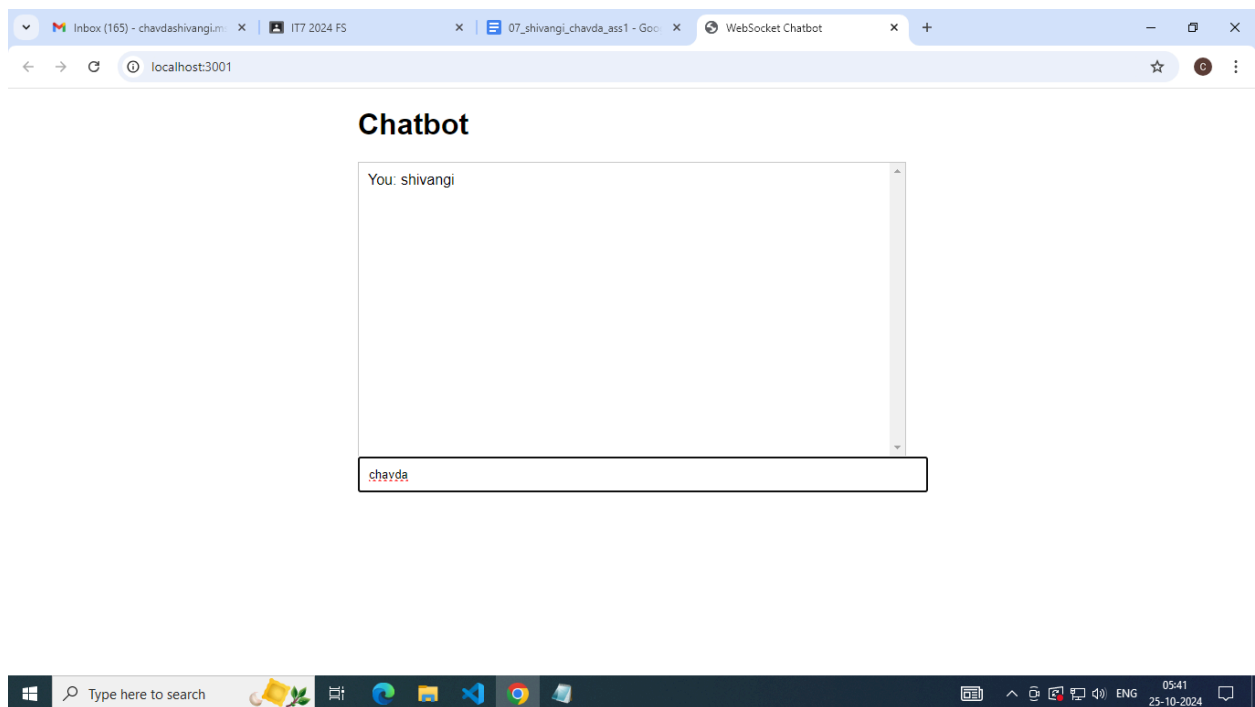 Inbox (165) - chavdashivangi.m
IT7 2024 FS
07_shivangi_chavda_ass1 - Goo
WebSocket Chatbot
localhost:3001
C
Chatbot
You: shivangi
chavda
Type here to search
ENG
05:41
25-10-2024